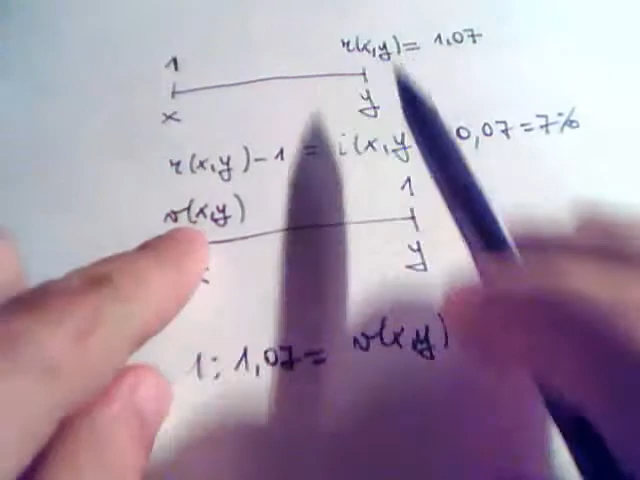 1 r(x,y) = 1,07
x y
r(x,y) - 1 = i(x,y 0,07 = 7%
v(x,y) 1
y
1 : 1,07 = v(x,y)